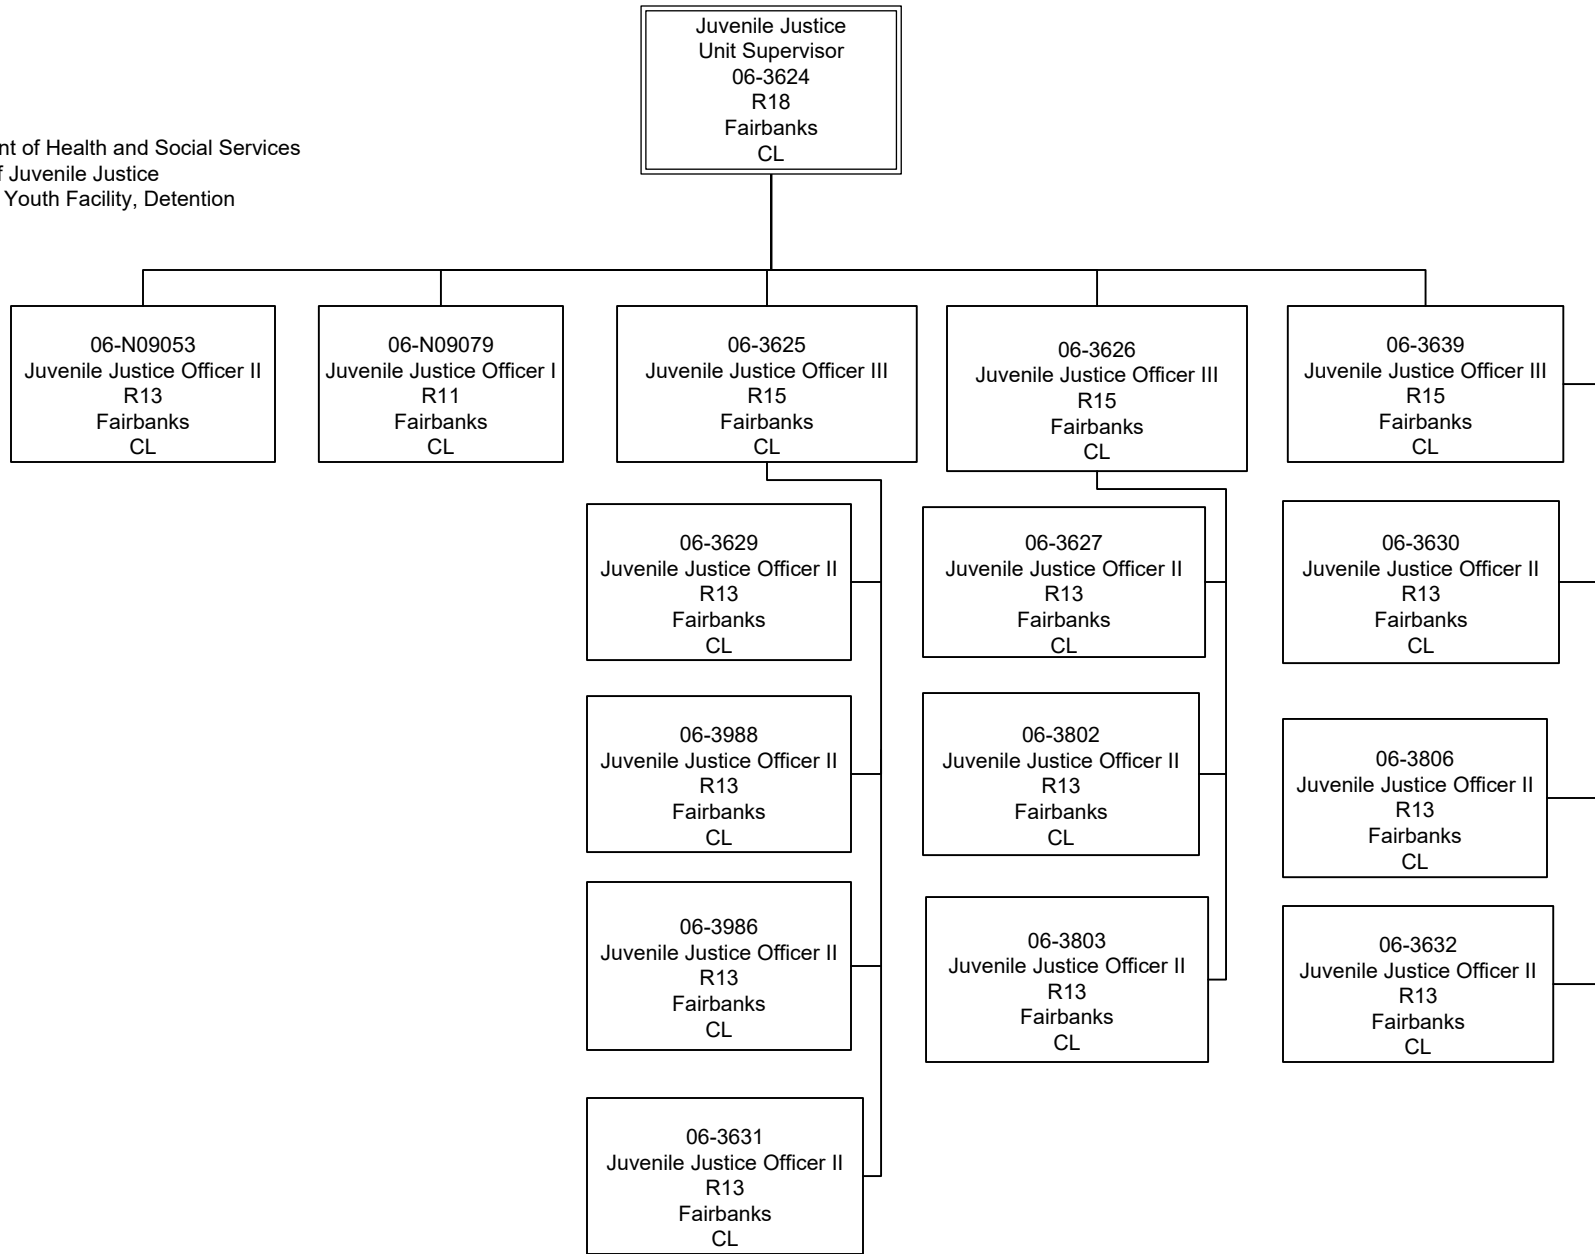 Juvenile Justice
Unit Supervisor
06-3624
R18
Fairbanks
CL
of Health and Social Services
Juvenile Justice
Youth Facility, Detention
06-N09053
Juvenile Justice Officer II
R13
Fairbanks
CL
06-N09079
Juvenile Justice Officer I
R11
Fairbanks
CL
06-3625
Juvenile Justice Officer III
R15
Fairbanks
CL
06-3626
Juvenile Justice Officer III
R15
Fairbanks
CL
06-3639
Juvenile Justice Officer III
R15
Fairbanks
CL
06-3629
Juvenile Justice Officer II
R13
Fairbanks
CL
06-3627
Juvenile Justice Officer II
R13
Fairbanks
CL
06-3630
Juvenile Justice Officer II
R13
Fairbanks
CL
06-3988
Juvenile Justice Officer II
R13
Fairbanks
CL
06-3802
Juvenile Justice Officer II
R13
Fairbanks
CL
06-3806
Juvenile Justice Officer II
R13
Fairbanks
CL
06-3986
Juvenile Justice Officer II
R13
Fairbanks
CL
06-3803
Juvenile Justice Officer II
R13
Fairbanks
CL
06-3632
Juvenile Justice Officer II
R13
Fairbanks
CL
06-3631
Juvenile Justice Officer II
R13
Fairbanks
CL